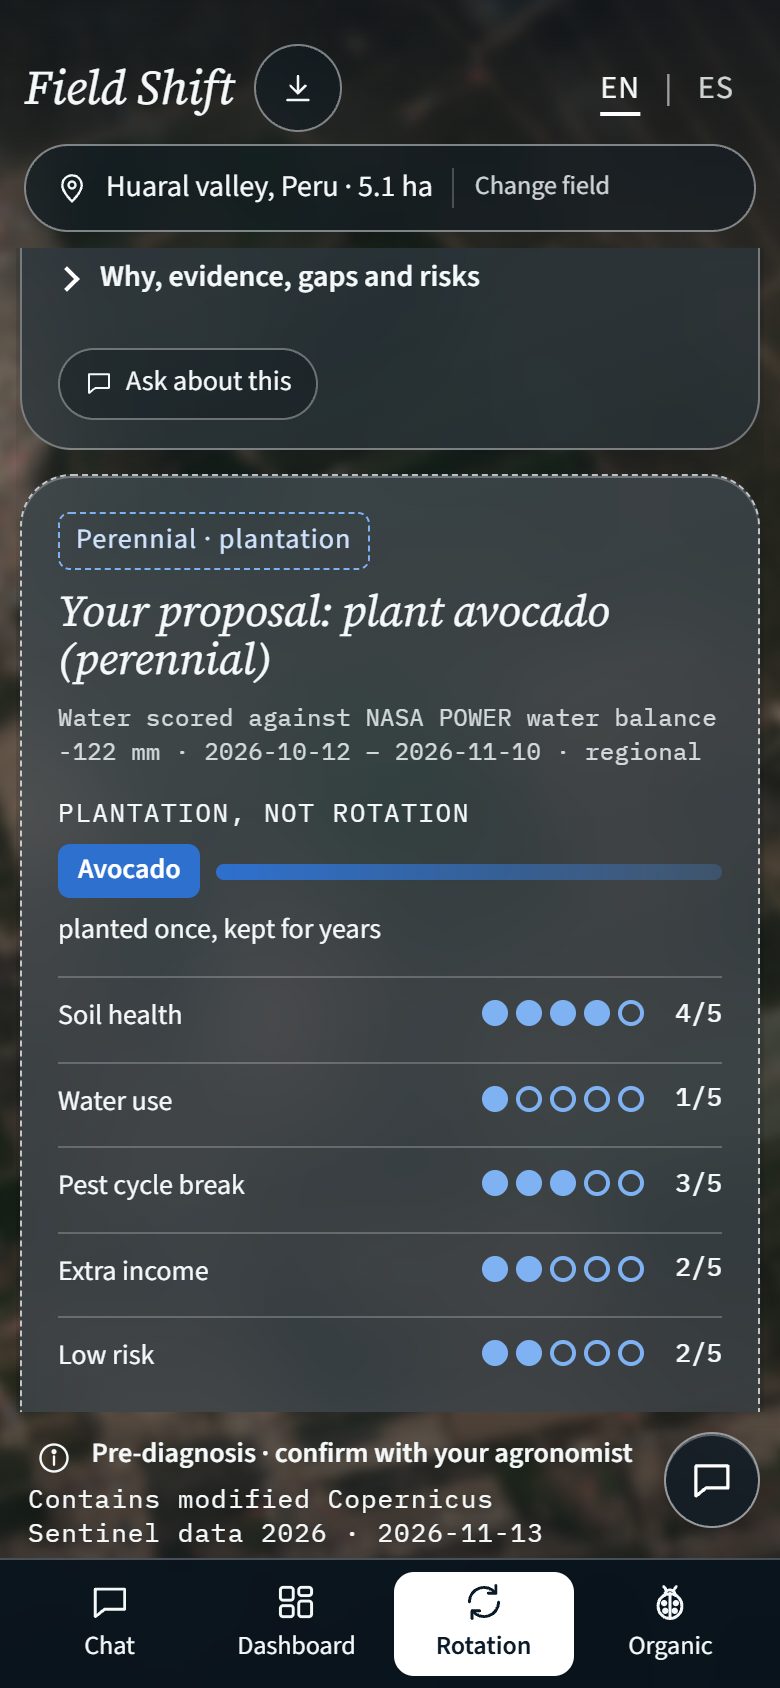 Field Shift
EN | ES
Huaral valley, Peru · 5.1 ha | Change field
Why, evidence, gaps and risks
Ask about this
Perennial · plantation
Your proposal: plant avocado
(perennial)
Water scored against NASA POWER water balance
-122 mm · 2026-10-12 – 2026-11-10 · regional
PLANTATION, NOT ROTATION
Avocado
planted once, kept for years
Soil health 4/5
Water use 1/5
Pest cycle break 3/5
Extra income 2/5
Low risk 2/5
Pre-diagnosis · confirm with your agronomist
Contains modified Copernicus
Sentinel data 2026 · 2026-11-13
Chat Dashboard Rotation Organic